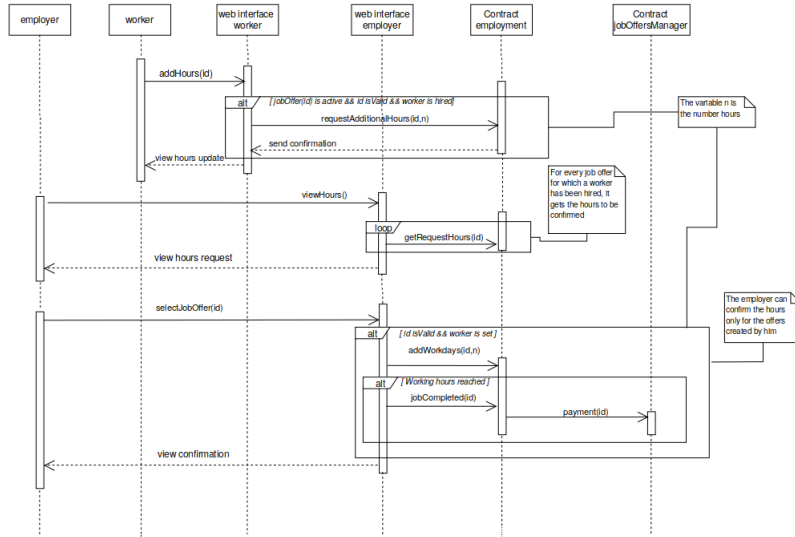 employer
worker
web interface
worker
web interface
employer
Contract
employment
Contract
jobOffersManager
addHours(id)
alt
[ jobOffer(id) is active && id isValid && worker is hired]
The variable n is
the number hours
requestAdditionalHours(id,n)
send confirmation
view hours update
For every job offer
for which a worker
has been hired, it
gets the hours to be
confirmed
viewHours()
loop
getRequestHours(id)
view hours request
The employer can
confirm the hours
only for the offers
created by him
selectJobOffer(id)
alt
[ id isValid && worker is set ]
addWorkdays(id,n)
alt
[ Working hours reached ]
jobCompleted(id)
payment(id)
view confirmation